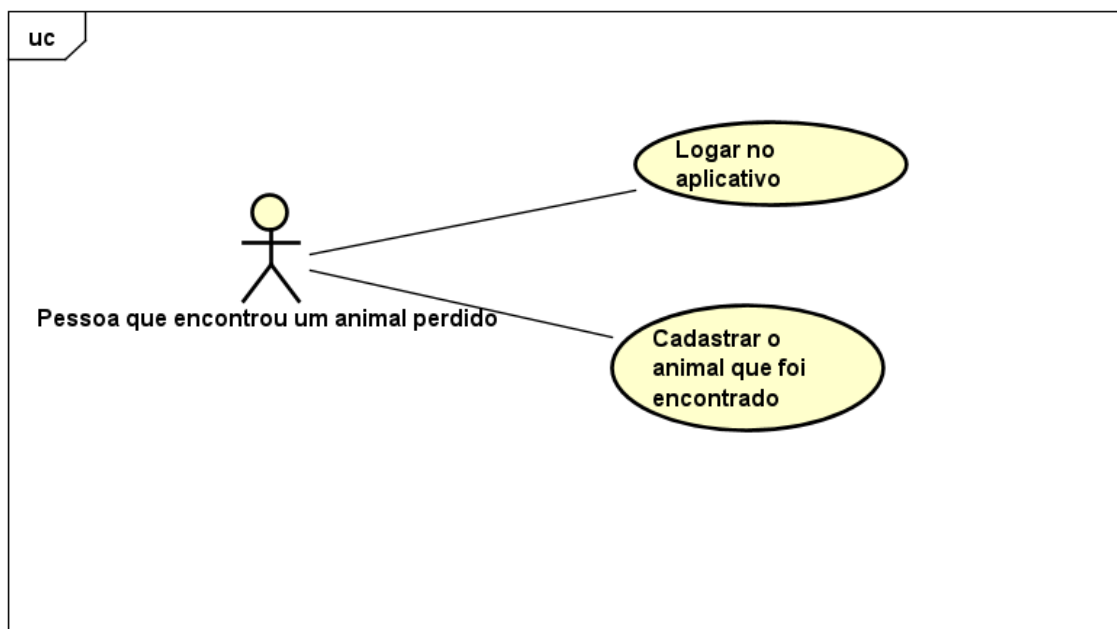 uc
Logar no
aplicativo
Pessoa que encontrou um animal perdido
Cadastrar o
animal que foi
encontrado